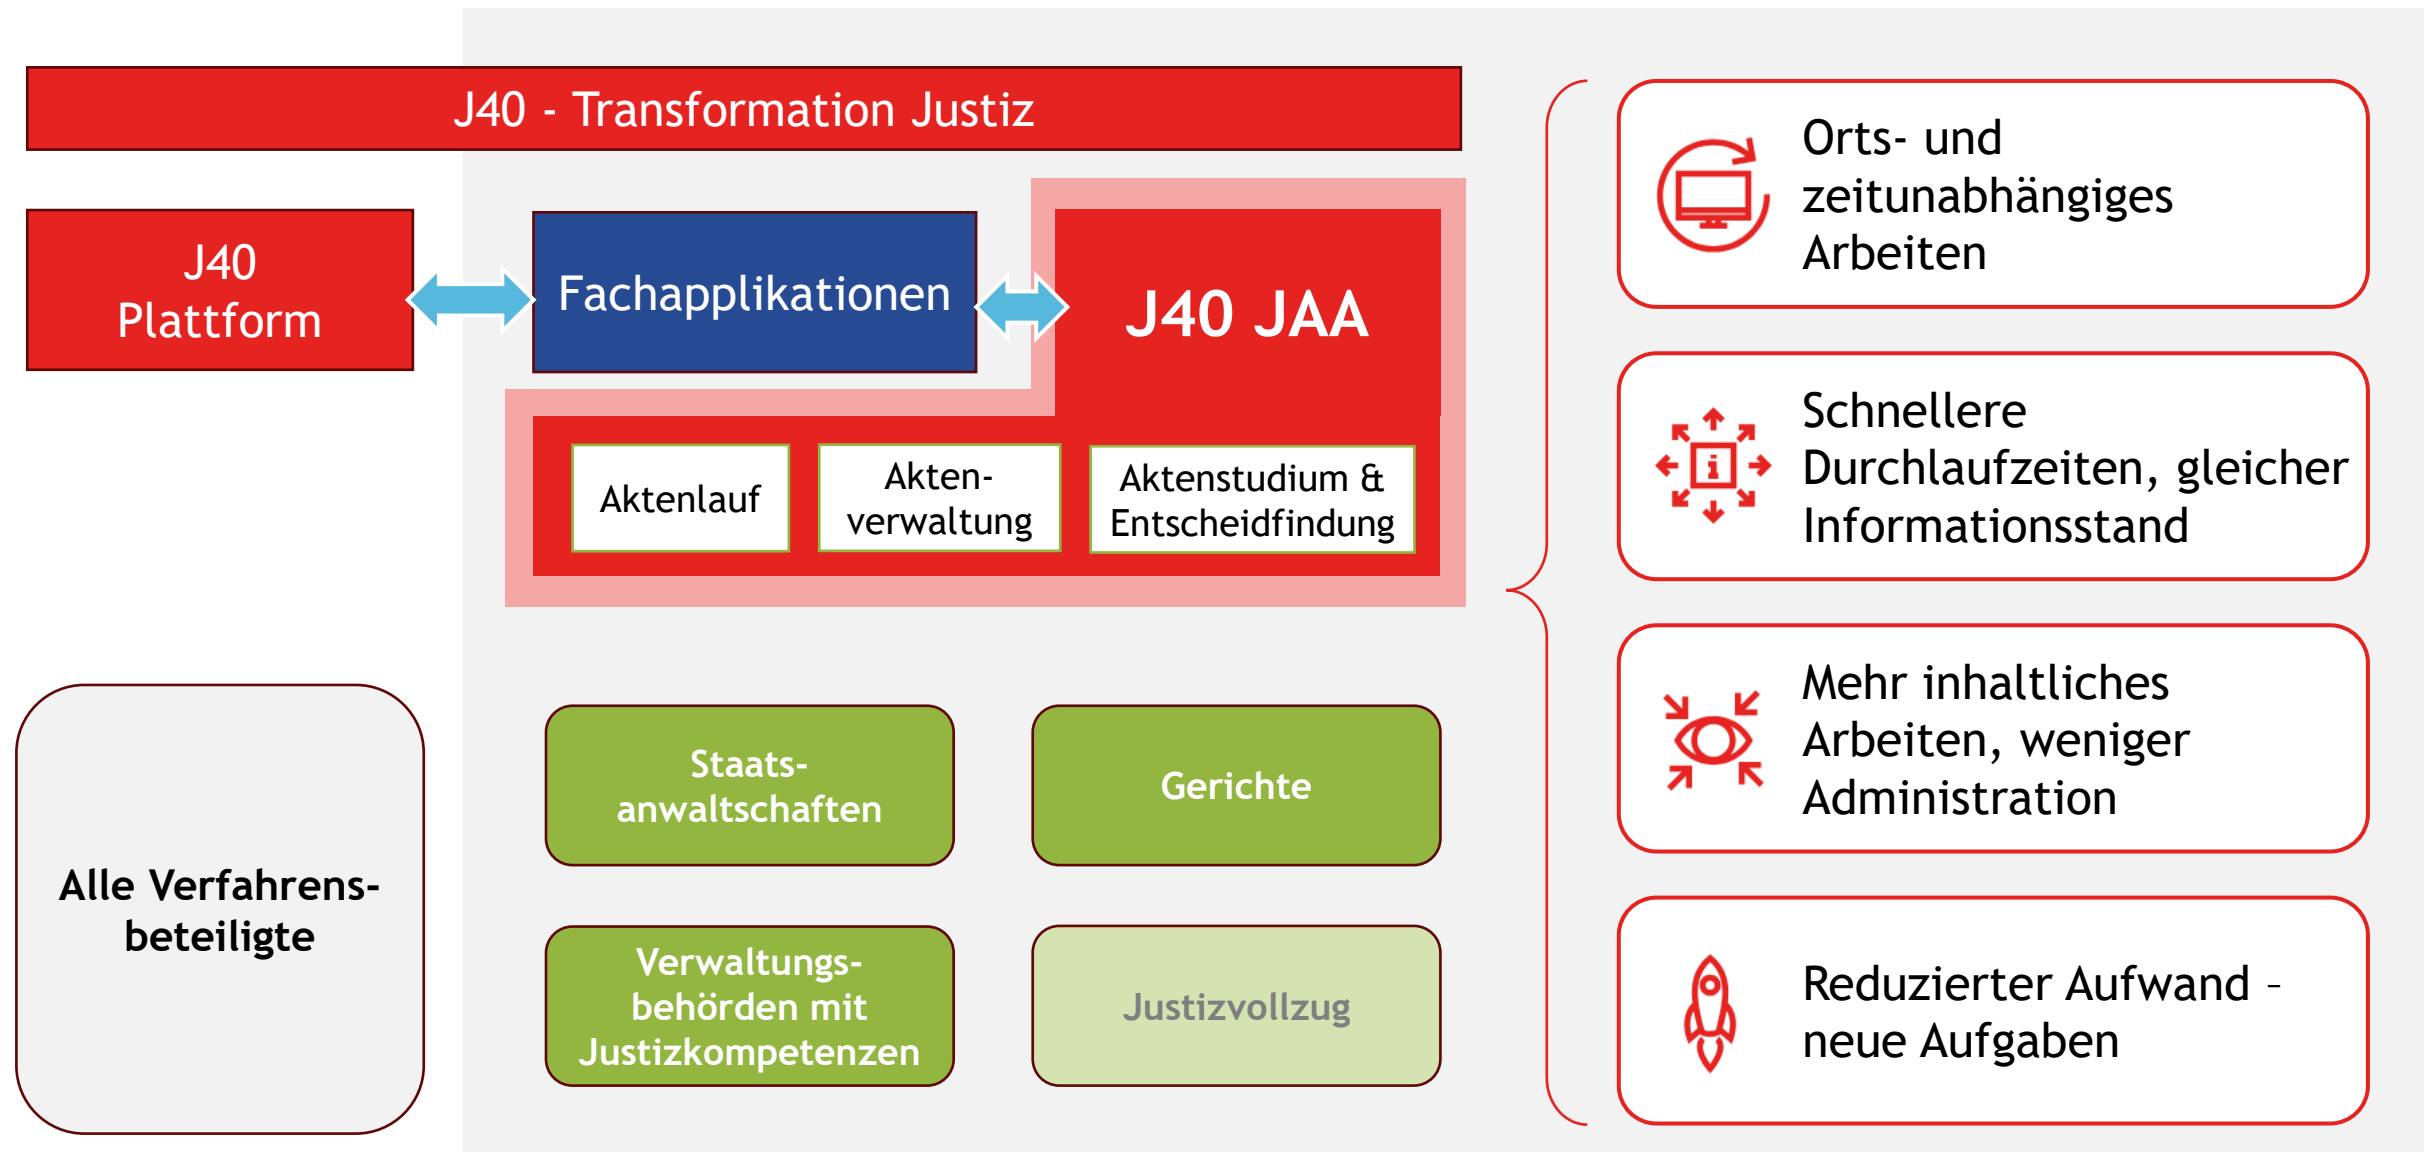 J40 - Transformation Justiz
J40
Plattform
Fachapplikationen
J40 JAA
Aktenlauf
Akten-
verwaltung
Aktenstudium &
Entscheidfindung
Alle Verfahrens-
beteiligte
Staats-
anwaltschaften
Gerichte
Verwaltungs-
behörden mit
Justizkompetenzen
Justizvollzug
Orts- und
zeitunabhängiges
Arbeiten
i
Schnellere
Durchlaufzeiten, gleicher
Informationsstand
Mehr inhaltliches
Arbeiten, weniger
Administration
Reduzierter Aufwand –
neue Aufgaben